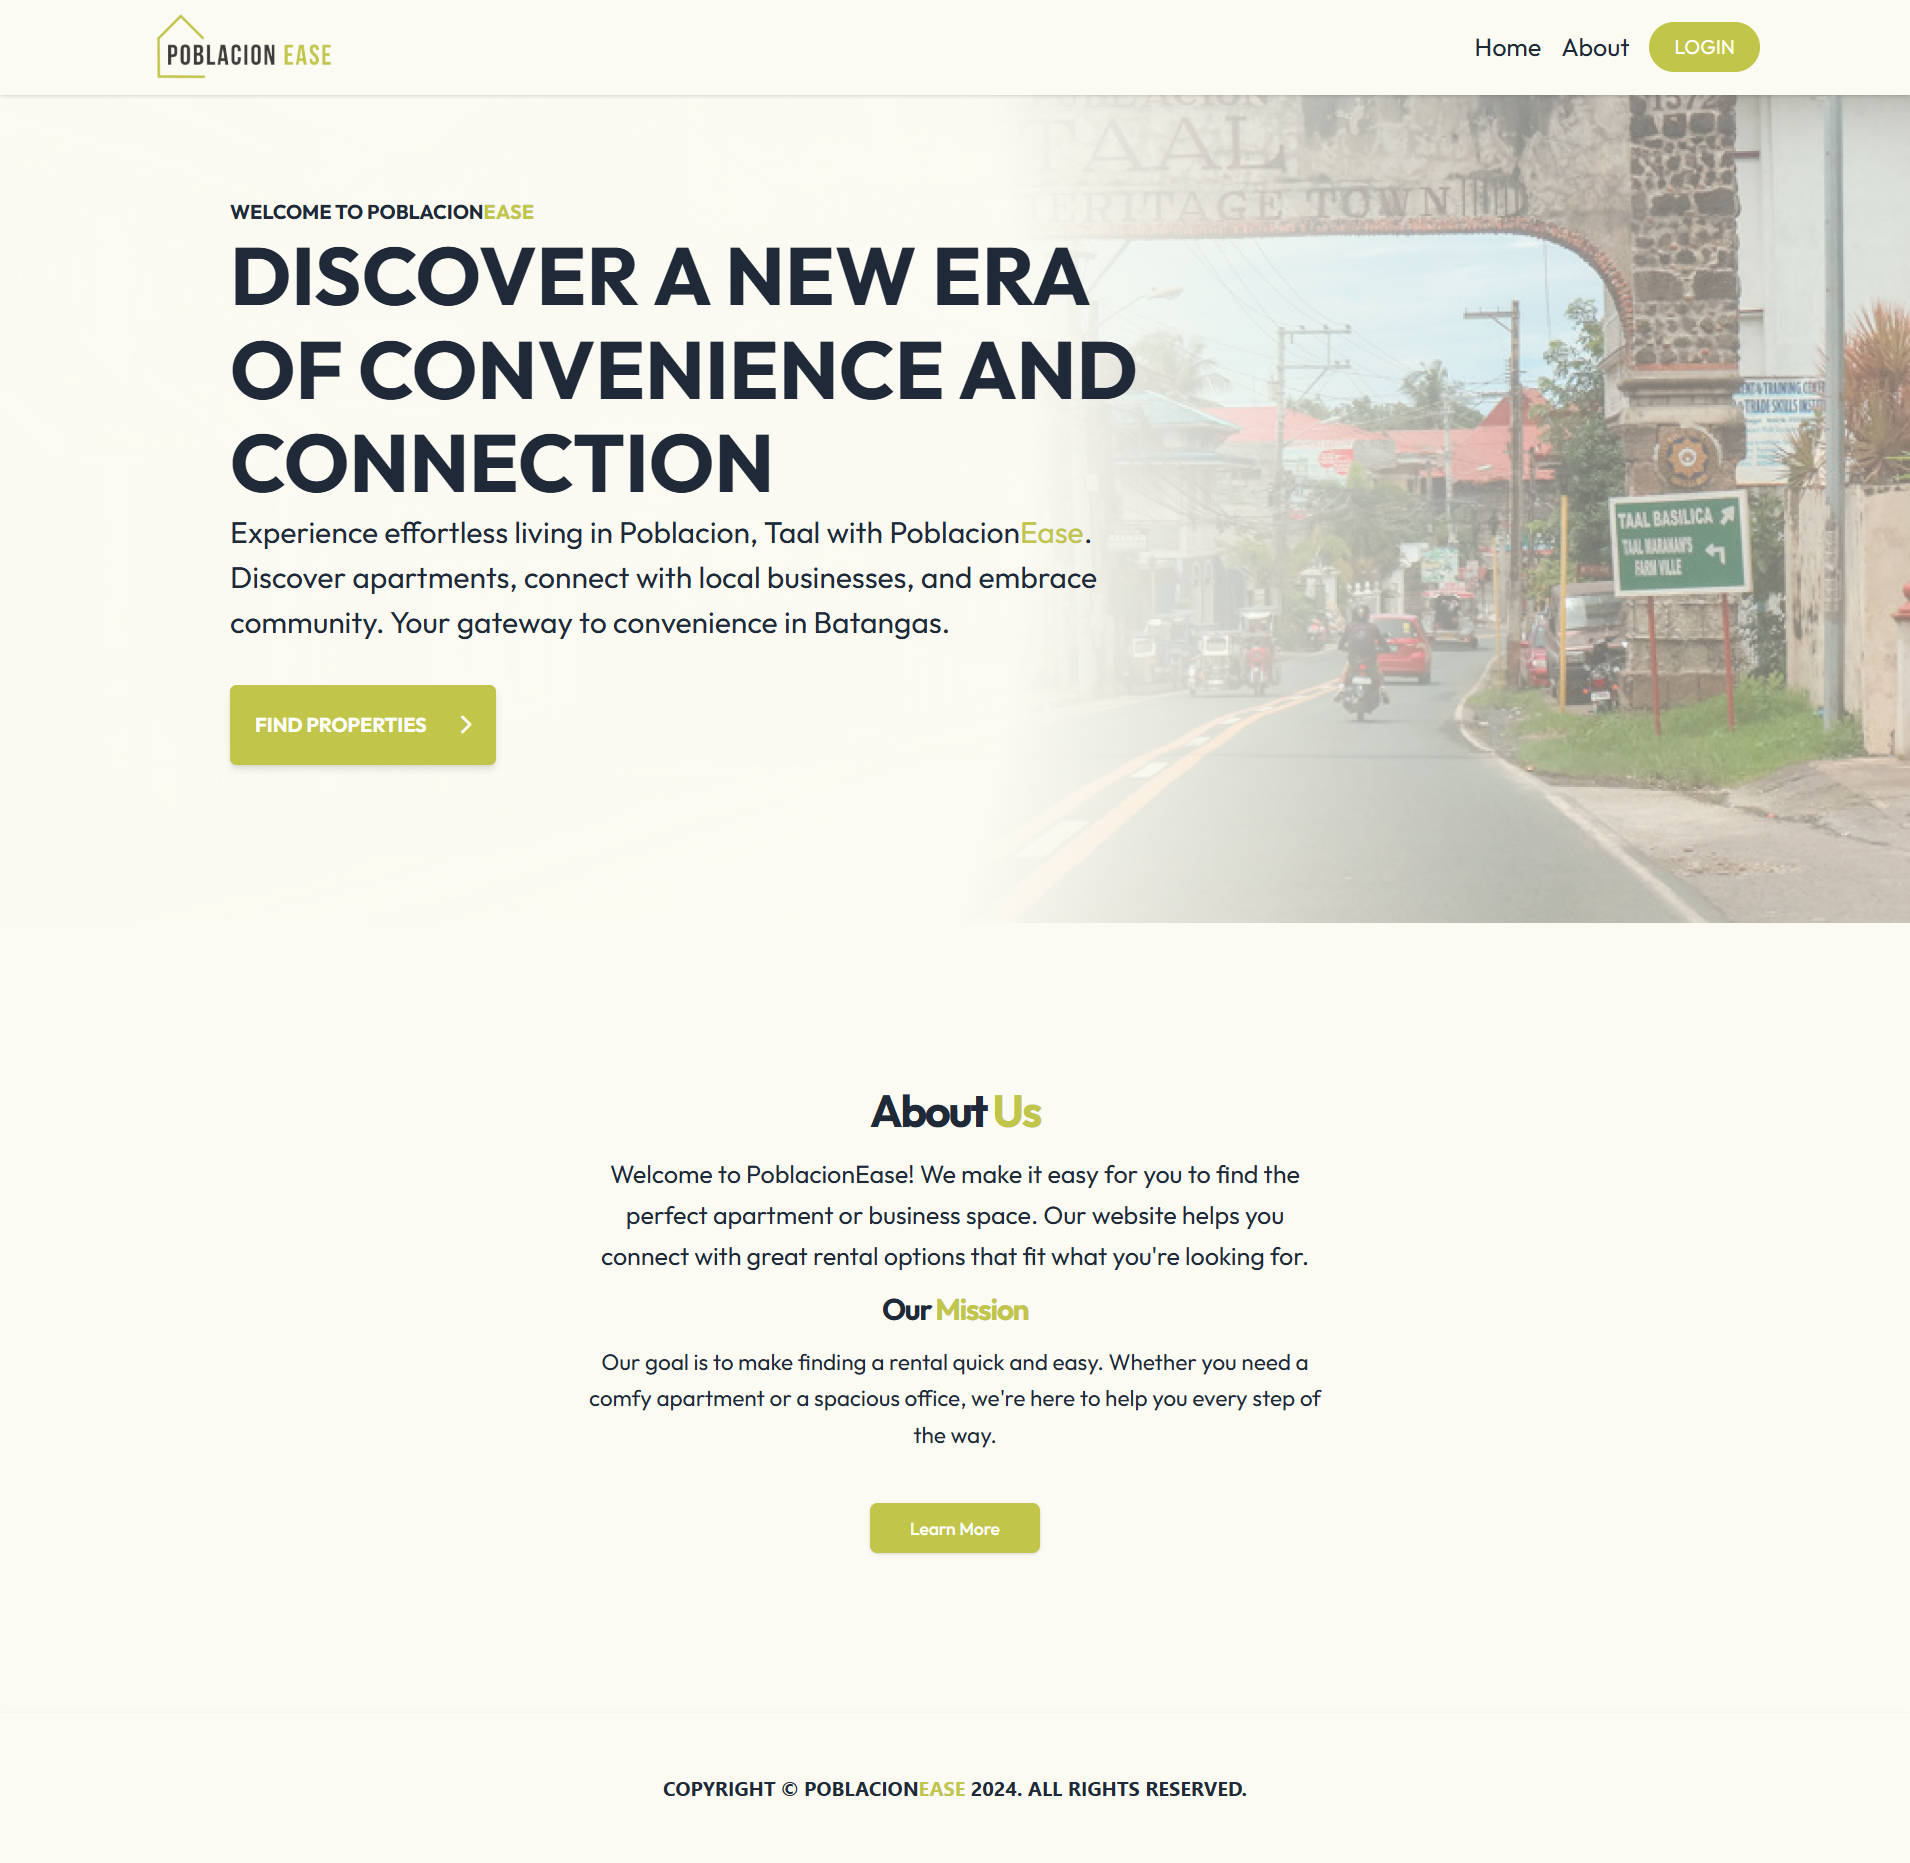 POBLACION EASE
Home About LOGIN
POBLACION
1572
TAAL
HERITAGE TOWN
WELCOME TO POBLACIONEASE
DISCOVER A NEW ERA
OF CONVENIENCE AND
CONNECTION
Experience effortless living in Poblacion, Taal with PoblacionEase.
Discover apartments, connect with local businesses, and embrace
community. Your gateway to convenience in Batangas.
FIND PROPERTIES
TAAL BASILICA
TAAL MARANAN'S
FARM VILLE
About Us
Welcome to PoblacionEase! We make it easy for you to find the
perfect apartment or business space. Our website helps you
connect with great rental options that fit what you're looking for.
Our Mission
Our goal is to make finding a rental quick and easy. Whether you need a
comfy apartment or a spacious office, we're here to help you every step of
the way.
Learn More
COPYRIGHT © POBLACIONEASE 2024. ALL RIGHTS RESERVED.